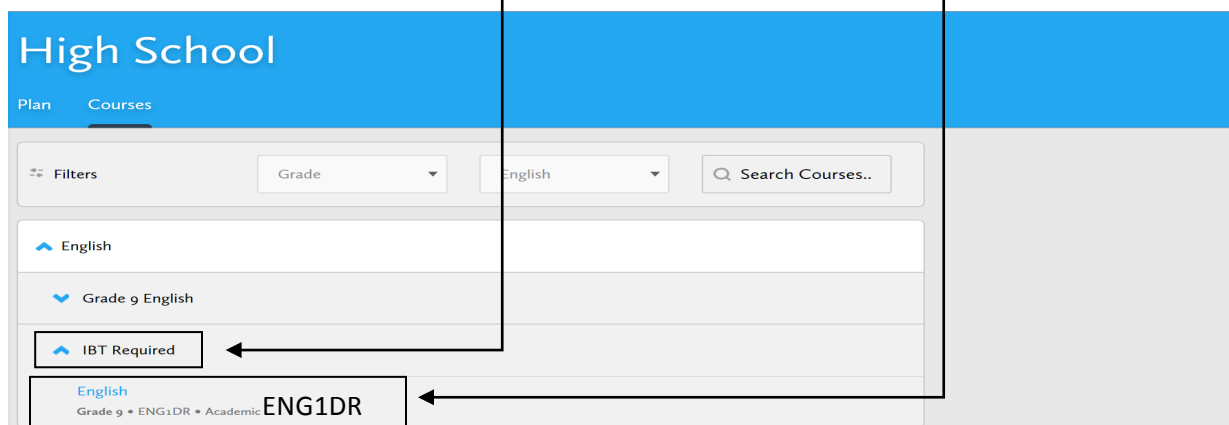 High School
Plan Courses
Filters Grade English Search Courses..
English
Grade 9 English
IBT Required
English
Grade 9 • ENG1DR • Academic ENG1DR